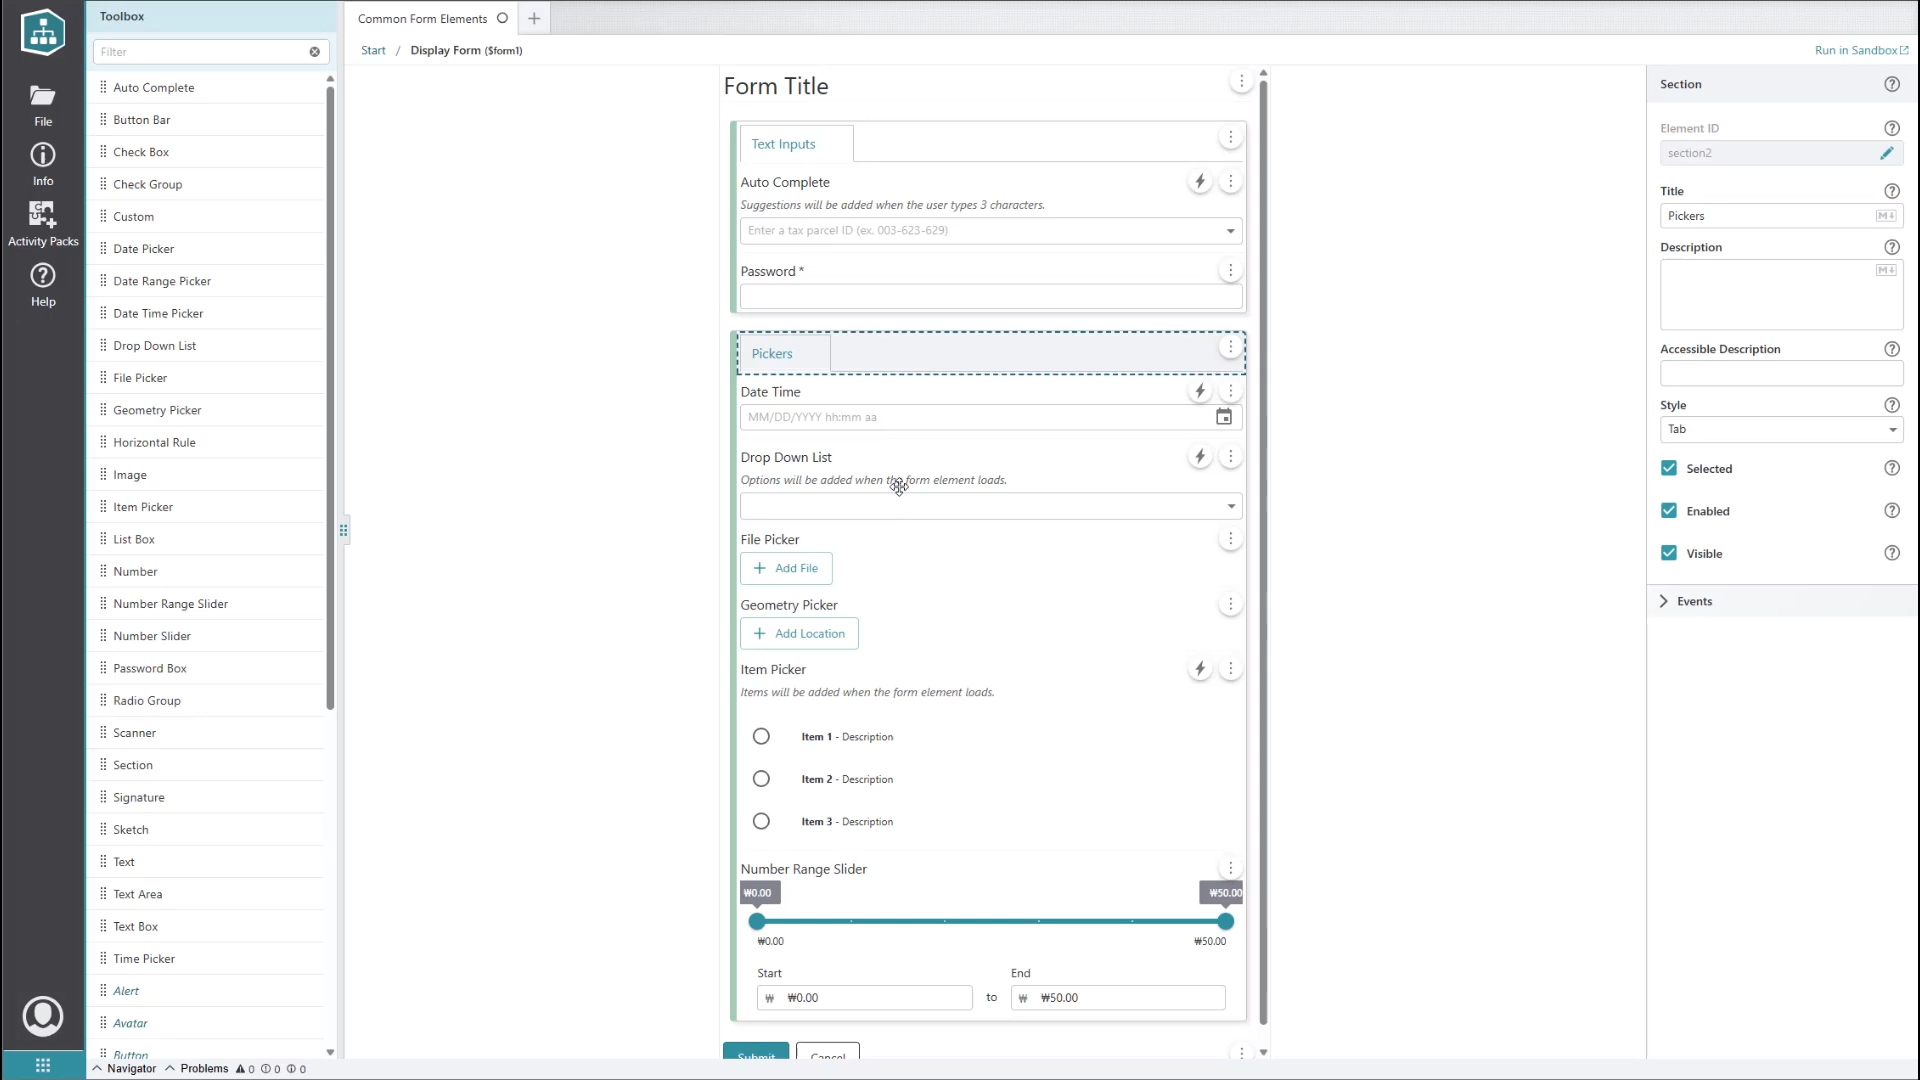 Toolbox
Filter
File
Info
Activity Packs
Help
Auto Complete
Button Bar
Check Box
Check Group
Custom
Date Picker
Date Range Picker
Date Time Picker
Drop Down List
File Picker
Geometry Picker
Horizontal Rule
Image
Item Picker
List Box
Number
Number Range Slider
Number Slider
Password Box
Radio Group
Scanner
Section
Signature
Sketch
Text
Text Area
Text Box
Time Picker
Alert
Avatar
Button
Navigator Problems 0 0 0
Common Form Elements
Start / Display Form ($form1)
Run in Sandbox
Form Title
Text Inputs
Auto Complete
Suggestions will be added when the user types 3 characters.
Enter a tax parcel ID (ex. 003-623-629)
Password *
Pickers
Date Time
MM/DD/YYYY hh:mm aa
Drop Down List
Options will be added when the form element loads.
File Picker
Add File
Geometry Picker
Add Location
Item Picker
Items will be added when the form element loads.
Item 1 - Description
Item 2 - Description
Item 3 - Description
Number Range Slider
₩0.00 ₩50.00
₩0.00 ₩50.00
Start End
₩ ₩0.00 to ₩ ₩50.00
Submit Cancel
Section
Element ID
section2
Title
Pickers
Description
Accessible Description
Style
Tab
Selected
Enabled
Visible
Events